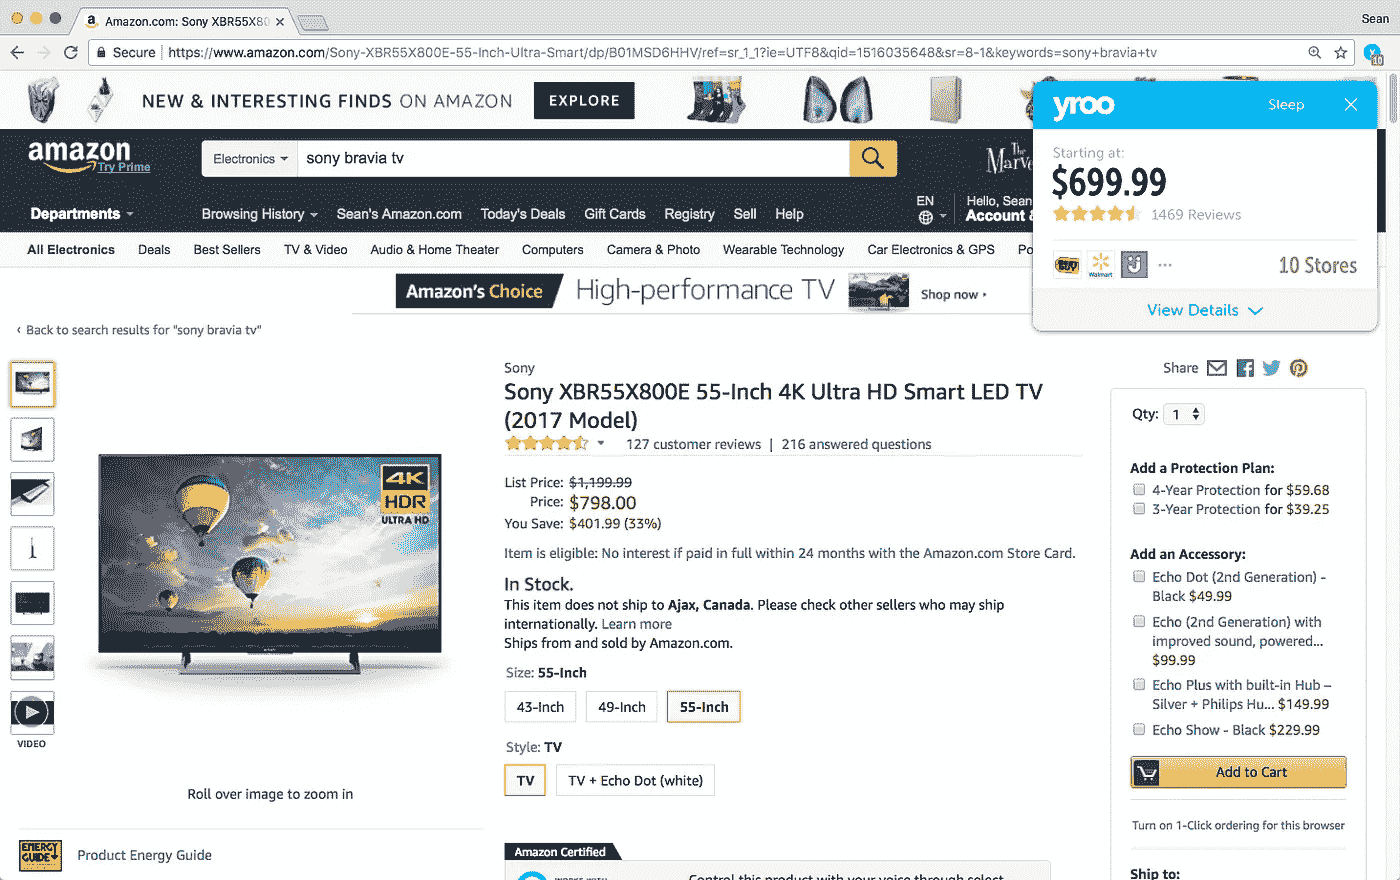 Amazon.com: Sony XBR55X80
Sean
Secure
https://www.amazon.com/Sony-XBR55X800E-55-Inch-Ultra-Smart/dp/B01MSD6HHV/ref=sr_1_1?ie=UTF8&qid=1516035648&sr=8-1&keywords=sony+bravia+tv
10
NEW & INTERESTING FINDS ON AMAZON
EXPLORE
yroo
Sleep
Starting at:
$699.99
1469 Reviews
10 Stores
View Details
BUY
Walmart
amazon
Try Prime
Electronics
sony bravia tv
The
Marve
Departments
Browsing History
Sean's Amazon.com
Today's Deals
Gift Cards
Registry
Sell
Help
EN
Hello, Sean
Account &
All Electronics
Deals
Best Sellers
TV & Video
Audio & Home Theater
Computers
Camera & Photo
Wearable Technology
Car Electronics & GPS
Po
Amazon's Choice
High-performance TV
Shop now ›
‹ Back to search results for "sony bravia tv"
Share
Sony
Sony XBR55X800E 55-Inch 4K Ultra HD Smart LED TV
(2017 Model)
127 customer reviews | 216 answered questions
List Price: $1,199.99
Price: $798.00
You Save: $401.99 (33%)
Item is eligible: No interest if paid in full within 24 months with the Amazon.com Store Card.
In Stock.
This item does not ship to Ajax, Canada. Please check other sellers who may ship
internationally. Learn more
Ships from and sold by Amazon.com.
Size: 55-Inch
43-Inch
49-Inch
55-Inch
Style: TV
TV
TV + Echo Dot (white)
Amazon Certified
WORKS WITH
Control this product with your voice through select
4K
HDR
ULTRA HD
VIDEO
Roll over image to zoom in
ENERGY
GUIDE
Product Energy Guide
Qty: 1
Add a Protection Plan:
4-Year Protection for $59.68
3-Year Protection for $39.25
Add an Accessory:
Echo Dot (2nd Generation) -
Black $49.99
Echo (2nd Generation) with
improved sound, powered...
$99.99
Echo Plus with built-in Hub –
Silver + Philips Hu... $149.99
Echo Show - Black $229.99
Add to Cart
Turn on 1-Click ordering for this browser
Ship to: